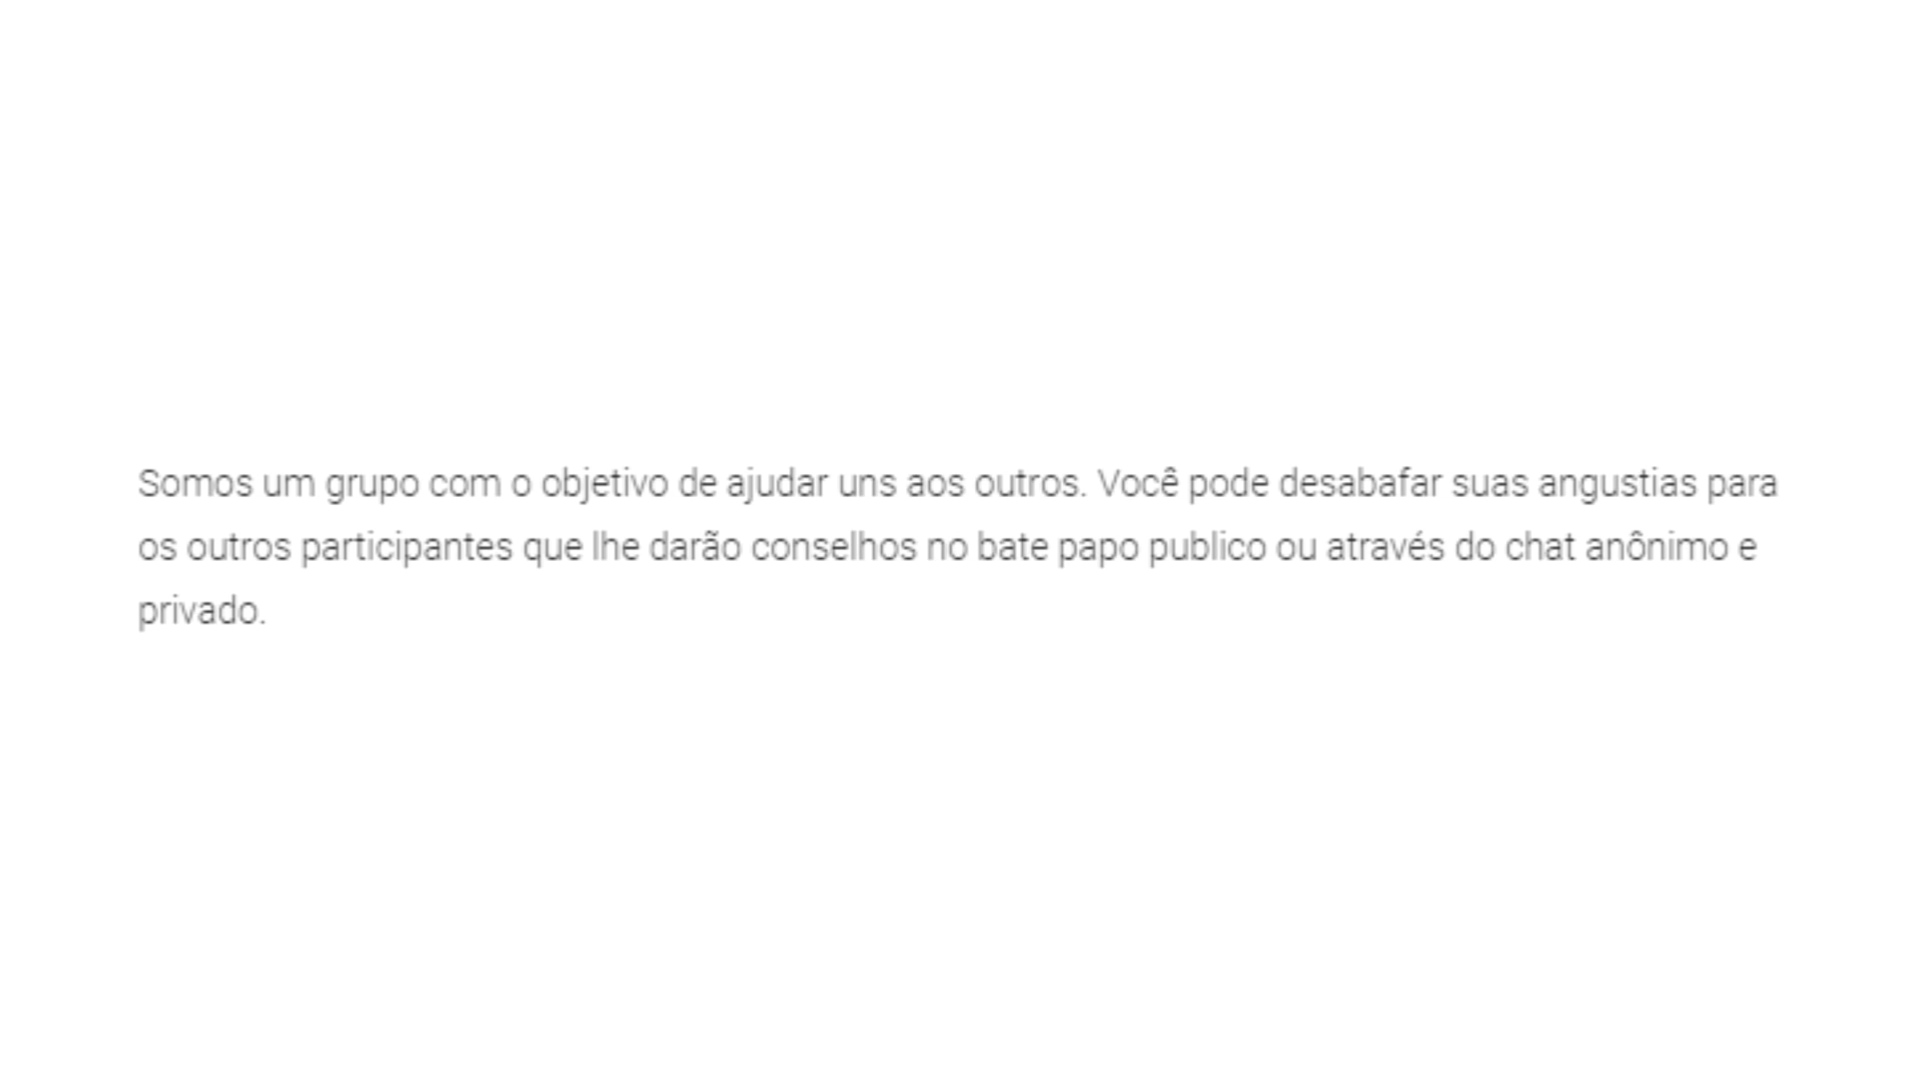 Somos um grupo com o objetivo de ajudar uns aos outros. Você pode desabafar suas angustias para
os outros participantes que lhe darão conselhos no bate papo publico ou através do chat anônimo e
privado.